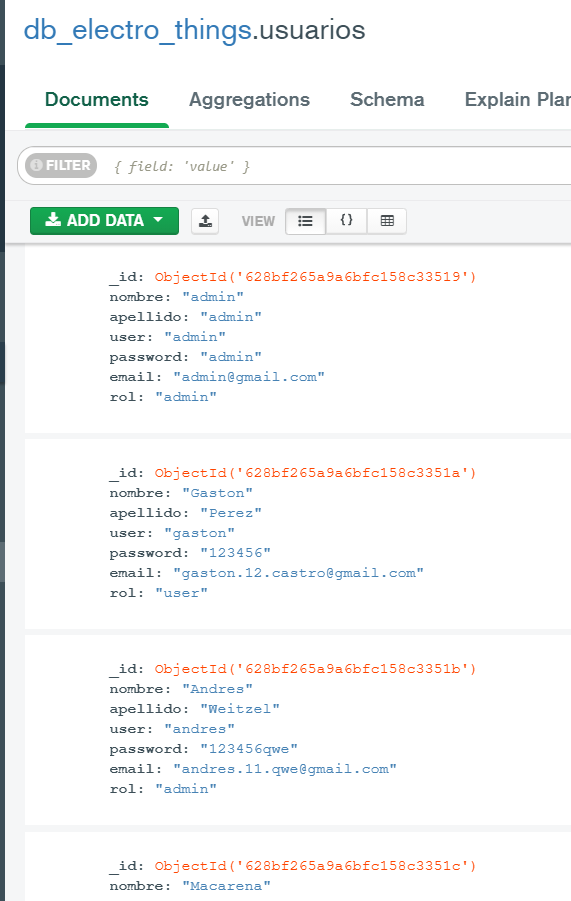 db_electro_things.usuarios
Documents Aggregations Schema Explain Plan
FILTER { field: 'value' }
ADD DATA VIEW {}
_id: ObjectId('628bf265a9a6bfc158c33519')
nombre: "admin"
apellido: "admin"
user: "admin"
password: "admin"
email: "admin@gmail.com"
rol: "admin"
_id: ObjectId('628bf265a9a6bfc158c3351a')
nombre: "Gaston"
apellido: "Perez"
user: "gaston"
password: "123456"
email: "gaston.12.castro@gmail.com"
rol: "user"
_id: ObjectId('628bf265a9a6bfc158c3351b')
nombre: "Andres"
apellido: "Weitzel"
user: "andres"
password: "123456qwe"
email: "andres.11.qwe@gmail.com"
rol: "admin"
_id: ObjectId('628bf265a9a6bfc158c3351c')
nombre: "Macarena"